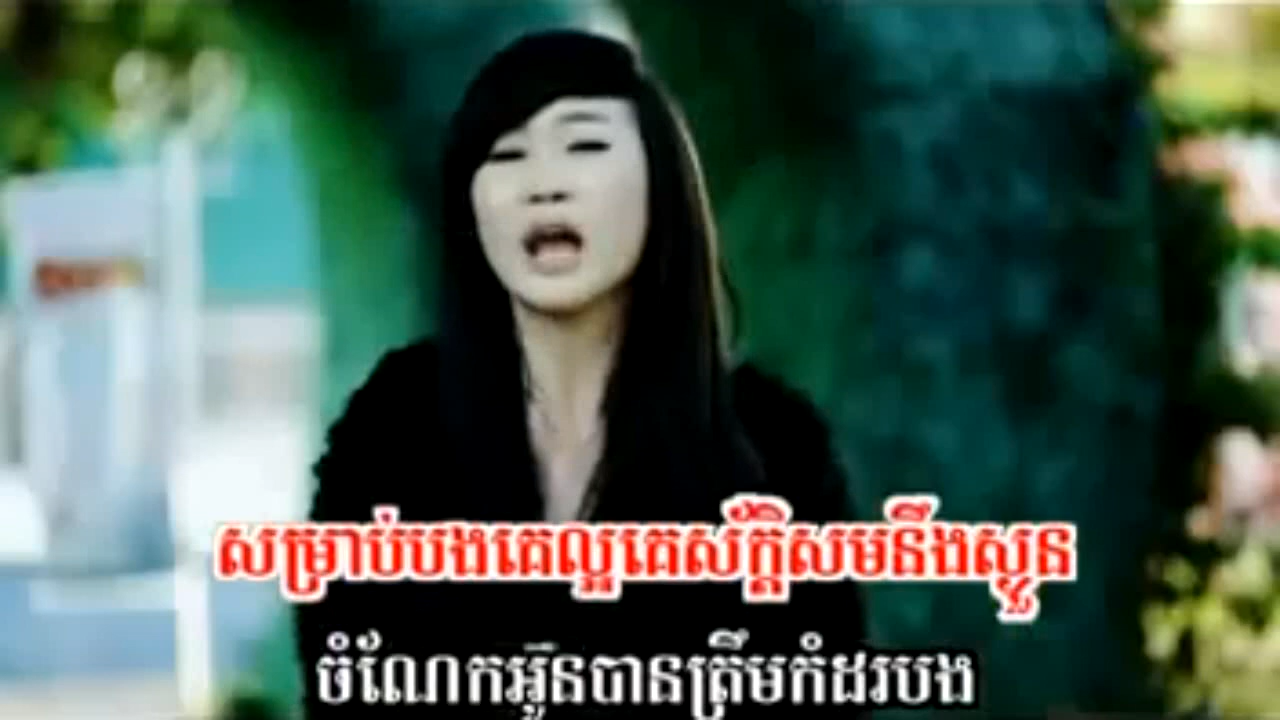 សម្រាប់បងគេល្អគេស័ក្ដិសមនឹងស្ងួន
ចំណែកអូនបានត្រឹមកំដរបង